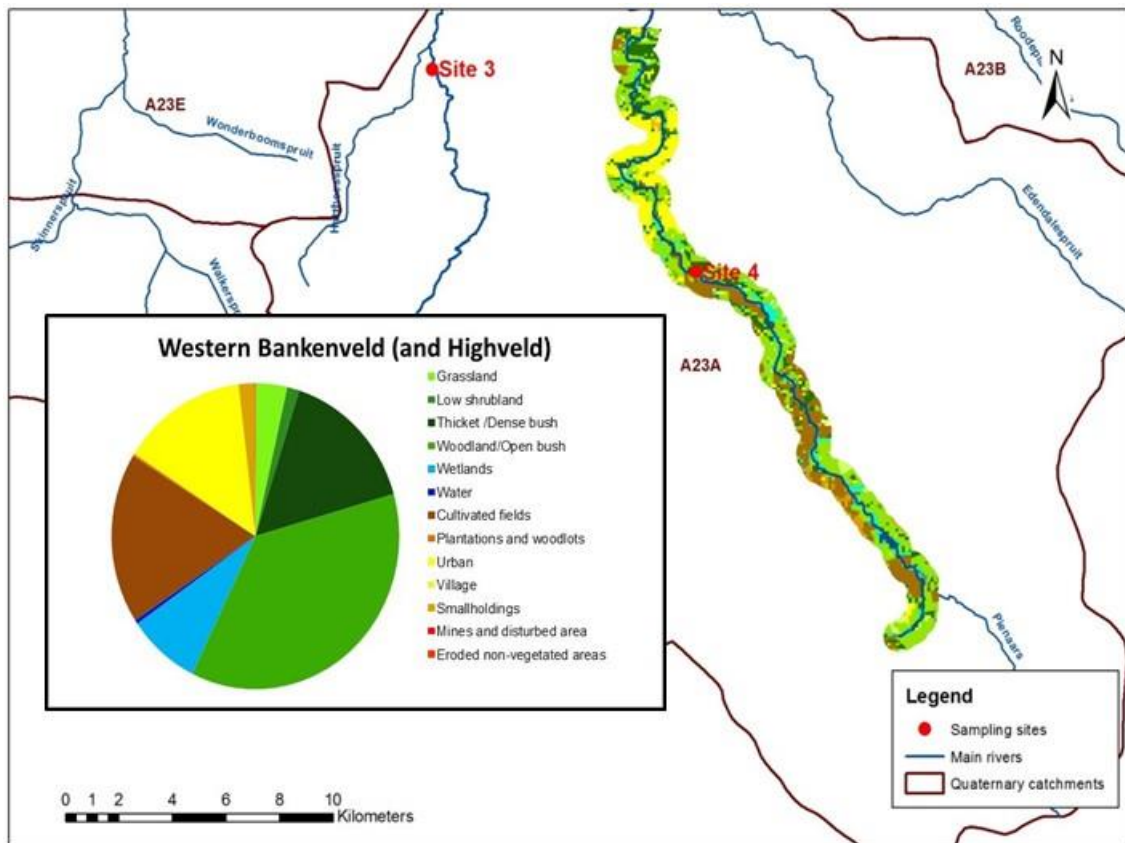 Site 3
A23E
Wonderboomspruit
Skinnerspruit
A23B
N
Edendalespruit
Site 4
A23A
Western Bankenveld (and Highveld)
Grassland
Low shrubland
Thicket /Dense bush
Woodland/Open bush
Wetlands
Water
Cultivated fields
Plantations and woodlots
Urban
Village
Smallholdings
Mines and disturbed area
Eroded non-vegetated areas
Pienaars
Legend
Sampling sites
Main rivers
Quaternary catchments
0 1 2 4 6 8 10
Kilometers